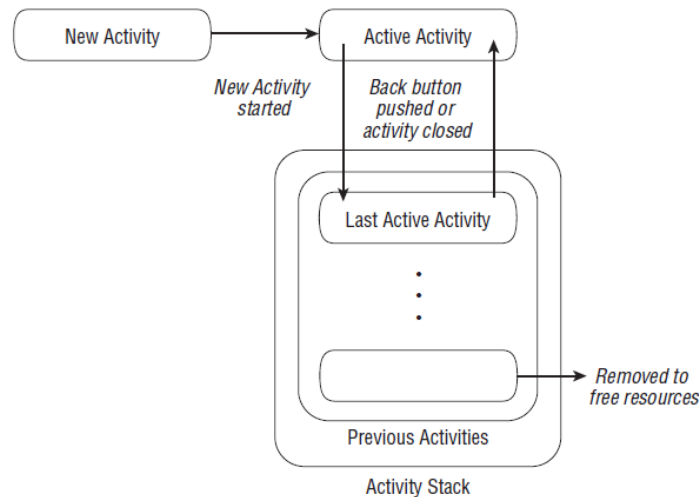 New Activity
Active Activity
New Activity
started
Back button
pushed or
activity closed
Last Active Activity
Removed to
free resources
Previous Activities
Activity Stack